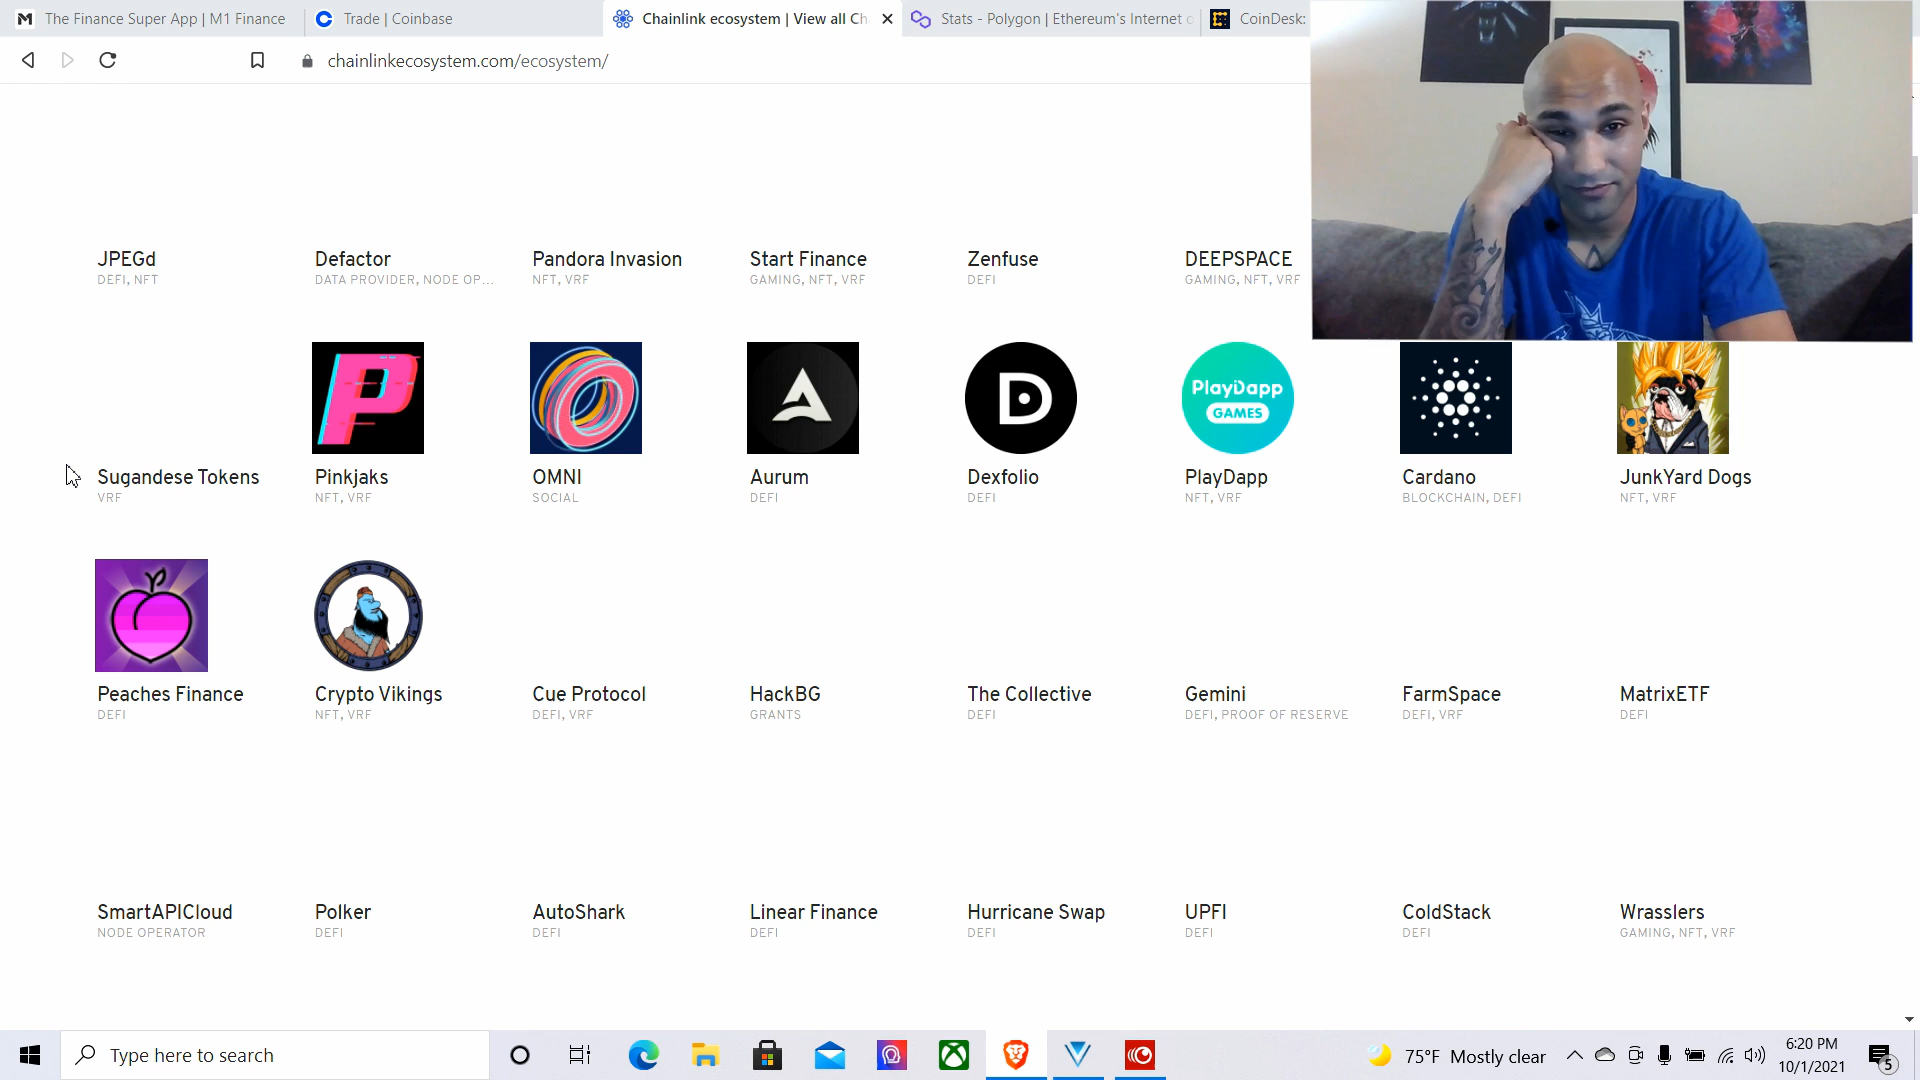 The Finance Super App | M1 Finance
Trade | Coinbase
Chainlink ecosystem | View all Ch
Stats - Polygon | Ethereum's Internet o
CoinDesk:
chainlinkecosystem.com/ecosystem/
JPEGd
DEFI, NFT
Defactor
DATA PROVIDER, NODE OP...
Pandora Invasion
NFT, VRF
Start Finance
GAMING, NFT, VRF
Zenfuse
DEFI
DEEPSPACE
GAMING, NFT, VRF
PlayDapp
GAMES
Sugandese Tokens
VRF
Pinkjaks
NFT, VRF
OMNI
SOCIAL
Aurum
DEFI
Dexfolio
DEFI
PlayDapp
NFT, VRF
Cardano
BLOCKCHAIN, DEFI
JunkYard Dogs
NFT, VRF
Peaches Finance
DEFI
Crypto Vikings
NFT, VRF
Cue Protocol
DEFI, VRF
HackBG
GRANTS
The Collective
DEFI
Gemini
DEFI, PROOF OF RESERVE
FarmSpace
DEFI, VRF
MatrixETF
DEFI
SmartAPICloud
NODE OPERATOR
Polker
DEFI
AutoShark
DEFI
Linear Finance
DEFI
Hurricane Swap
DEFI
UPFI
DEFI
ColdStack
DEFI
Wrasslers
GAMING, NFT, VRF
Type here to search
75°F Mostly clear
6:20 PM
10/1/2021
5